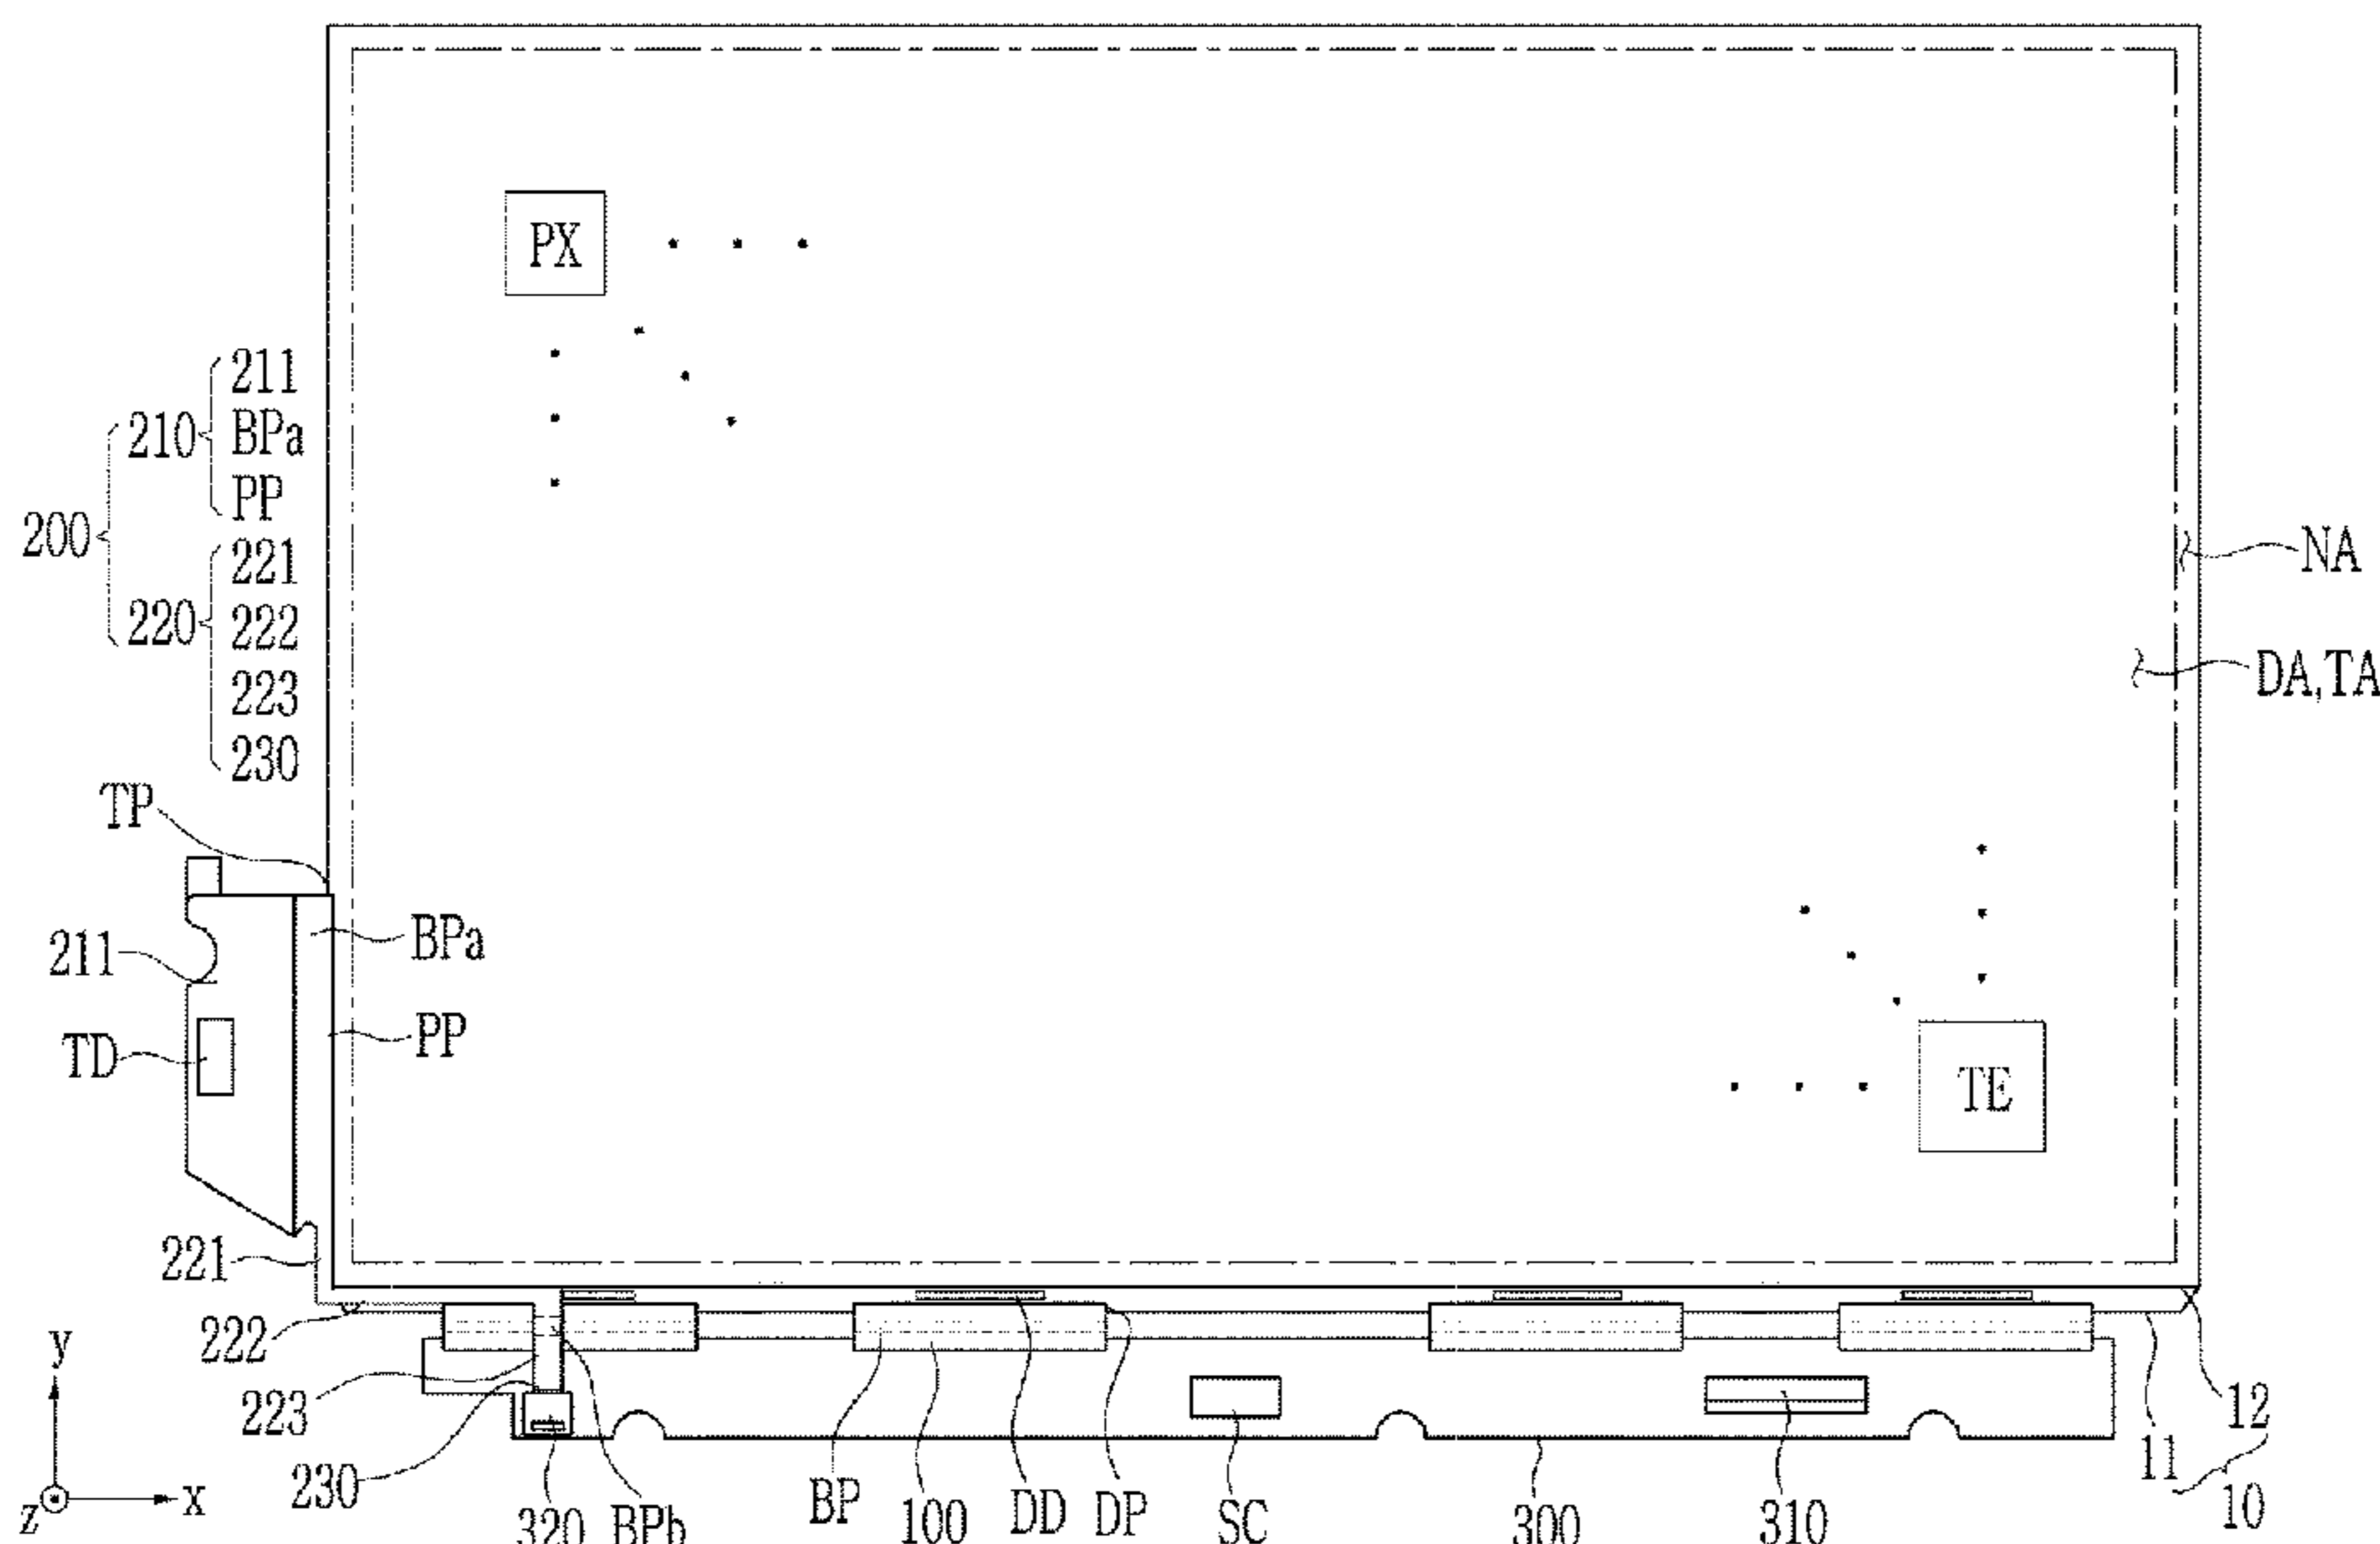 PX
211
210 BPa
PP
200
221
220 222
223
230
NA
DA,TA
TP
BPa
211
PP
TD
TE
221
222
223
230
y
x
z
320
BPb
BP
100
DD
DP
SC
300
310
11
12
10